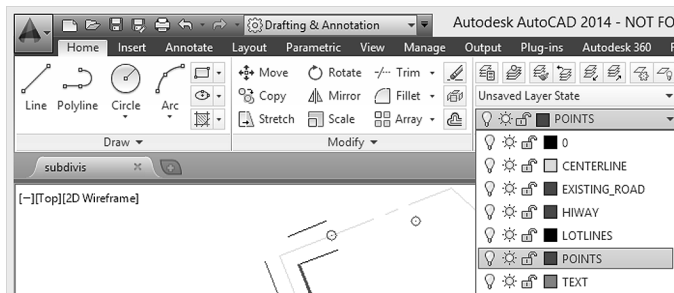 Drafting & Annotation
Autodesk AutoCAD 2014 - NOT FO
Home Insert Annotate Layout Parametric View Manage Output Plug-ins Autodesk 360
Line Polyline Circle Arc
Move Rotate Trim
Copy Mirror Fillet
Stretch Scale Array
Draw Modify
Unsaved Layer State
POINTS
0
CENTERLINE
EXISTING_ROAD
HIWAY
LOTLINES
POINTS
TEXT
subdivis
[−][Top][2D Wireframe]